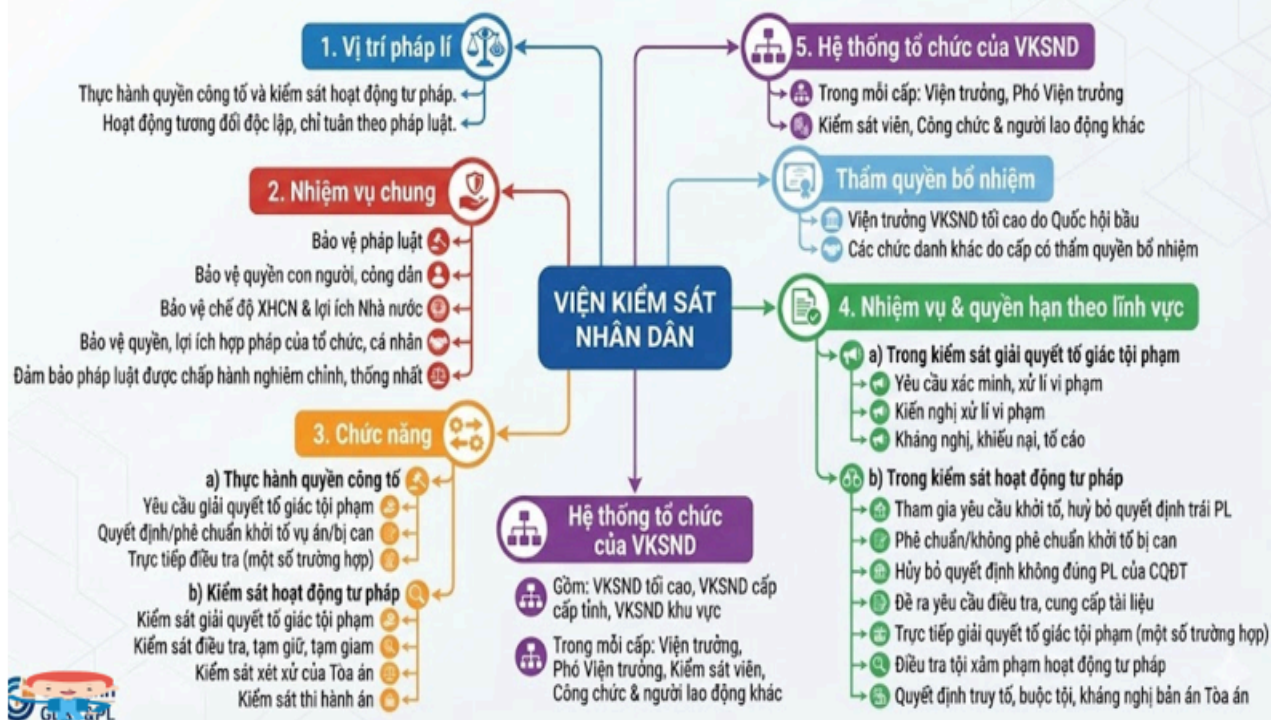 1. Vị trí pháp lí
Thực hành quyền công tố và kiểm sát hoạt động tư pháp.
Hoạt động tương đối độc lập, chỉ tuân theo pháp luật.
2. Nhiệm vụ chung
Bảo vệ pháp luật
Bảo vệ quyền con người, công dân
Bảo vệ chế độ XHCN & lợi ích Nhà nước
Bảo vệ quyền, lợi ích hợp pháp của tổ chức, cá nhân
Đảm bảo pháp luật được chấp hành nghiêm chỉnh, thống nhất
3. Chức năng
a) Thực hành quyền công tố
Yêu cầu giải quyết tố giác tội phạm
Quyết định/phê chuẩn khởi tố vụ án/bị can
Trực tiếp điều tra (một số trường hợp)
b) Kiểm sát hoạt động tư pháp
Kiểm sát giải quyết tố giác tội phạm
Kiểm sát điều tra, tạm giữ, tạm giam
Kiểm sát xét xử của Tòa án
Kiểm sát thi hành án
VIỆN KIỂM SÁT
NHÂN DÂN
Hệ thống tổ chức
của VKSND
Gồm: VKSND tối cao, VKSND cấp
cấp tỉnh, VKSND khu vực
Trong mỗi cấp: Viện trưởng,
Phó Viện trưởng, Kiểm sát viên,
Công chức & người lao động khác
5. Hệ thống tổ chức của VKSND
Trong mỗi cấp: Viện trưởng, Phó Viện trưởng
Kiểm sát viên, Công chức & người lao động khác
Thẩm quyền bổ nhiệm
Viện trưởng VKSND tối cao do Quốc hội bầu
Các chức danh khác do cấp có thẩm quyền bổ nhiệm
4. Nhiệm vụ & quyền hạn theo lĩnh vực
a) Trong kiểm sát giải quyết tố giác tội phạm
Yêu cầu xác minh, xử lí vi phạm
Kiến nghị xử lí vi phạm
Kháng nghị, khiếu nại, tố cáo
b) Trong kiểm sát hoạt động tư pháp
Tham gia yêu cầu khởi tố, huỷ bỏ quyết định trái PL
Phê chuẩn/không phê chuẩn khởi tố bị can
Hủy bỏ quyết định không đúng PL của CQĐT
Đề ra yêu cầu điều tra, cung cấp tài liệu
Trực tiếp giải quyết tố giác tội phạm (một số trường hợp)
Điều tra tội xâm phạm hoạt động tư pháp
Quyết định truy tố, buộc tội, kháng nghị bản án Tòa án